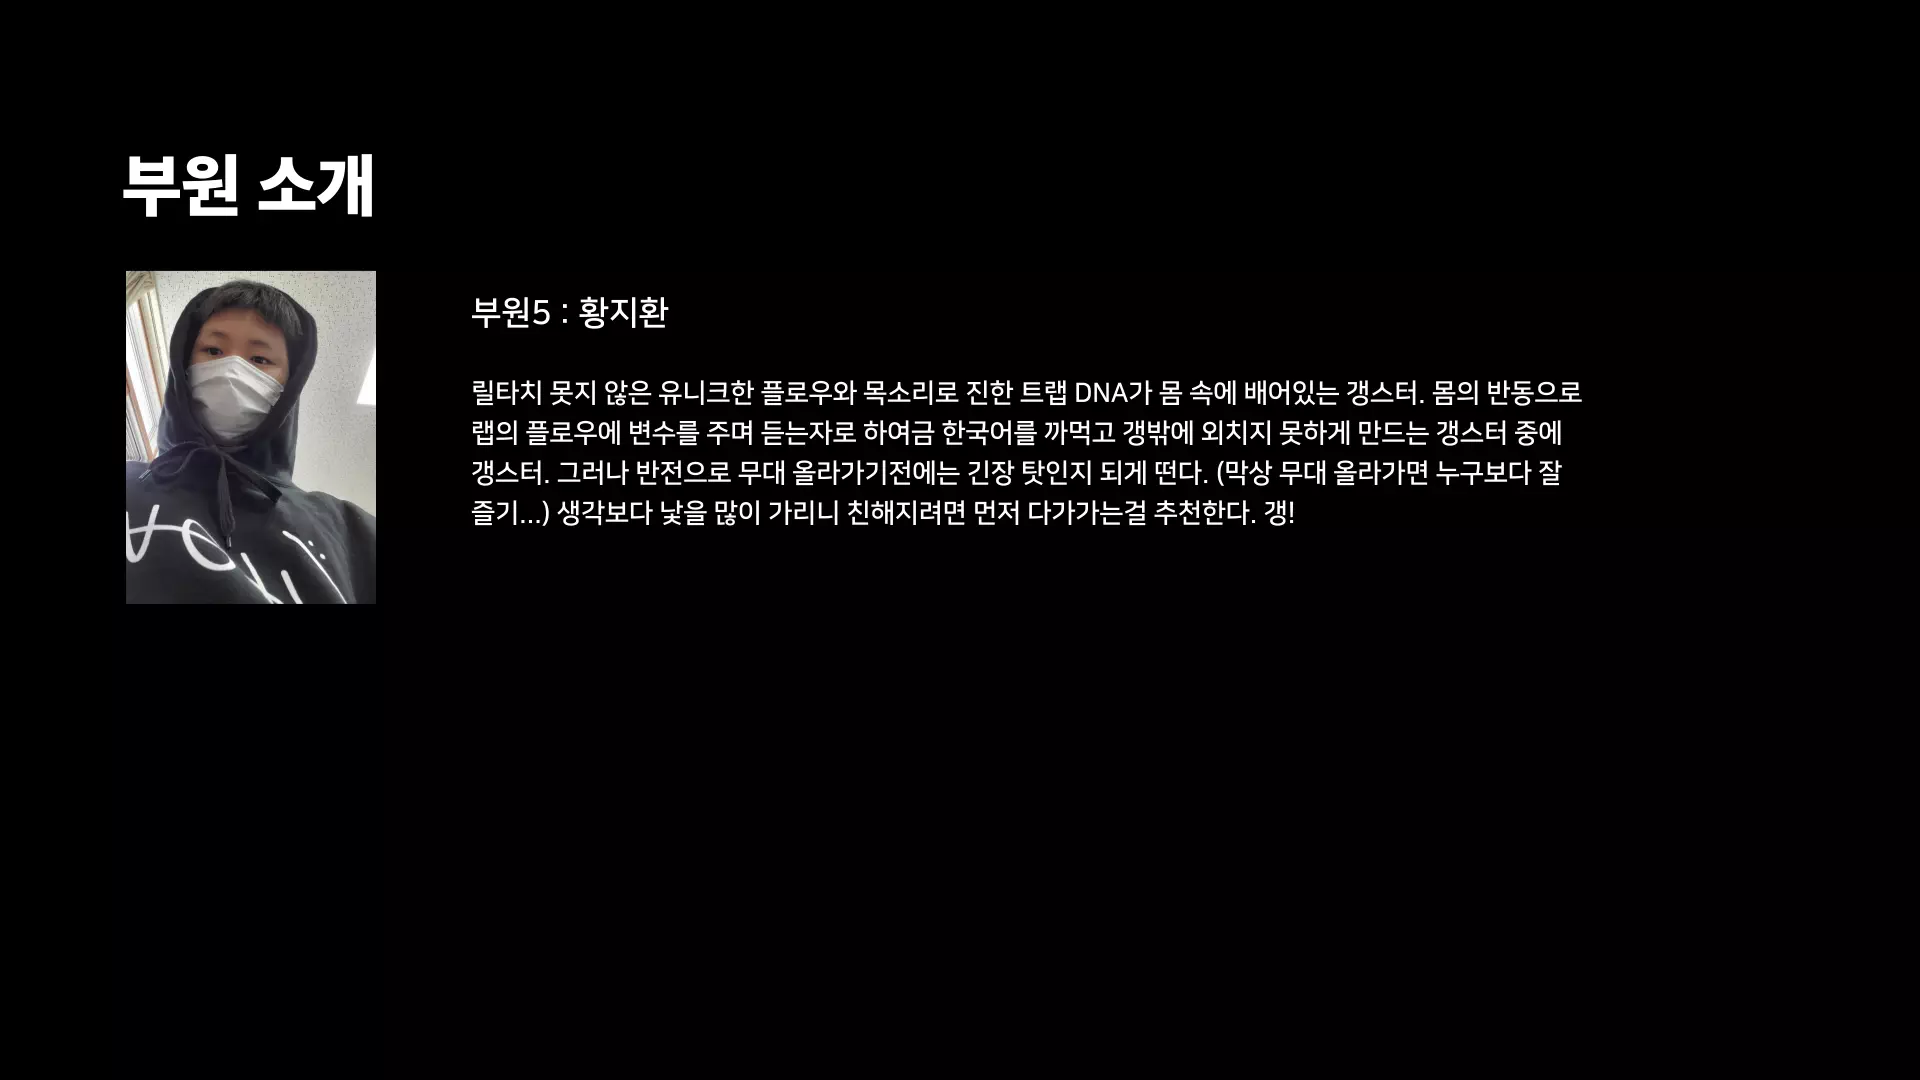 부원 소개
부원5 : 황지환
릴타치 못지 않은 유니크한 플로우와 목소리로 진한 트랩 DNA가 몸 속에 배어있는 갱스터. 몸의 반동으로
랩의 플로우에 변수를 주며 듣는자로 하여금 한국어를 까먹고 갱밖에 외치지 못하게 만드는 갱스터 중에
갱스터. 그러나 반전으로 무대 올라가기전에는 긴장 탓인지 되게 떤다. (막상 무대 올라가면 누구보다 잘
즐기...) 생각보다 낯을 많이 가리니 친해지려면 먼저 다가가는걸 추천한다. 갱!